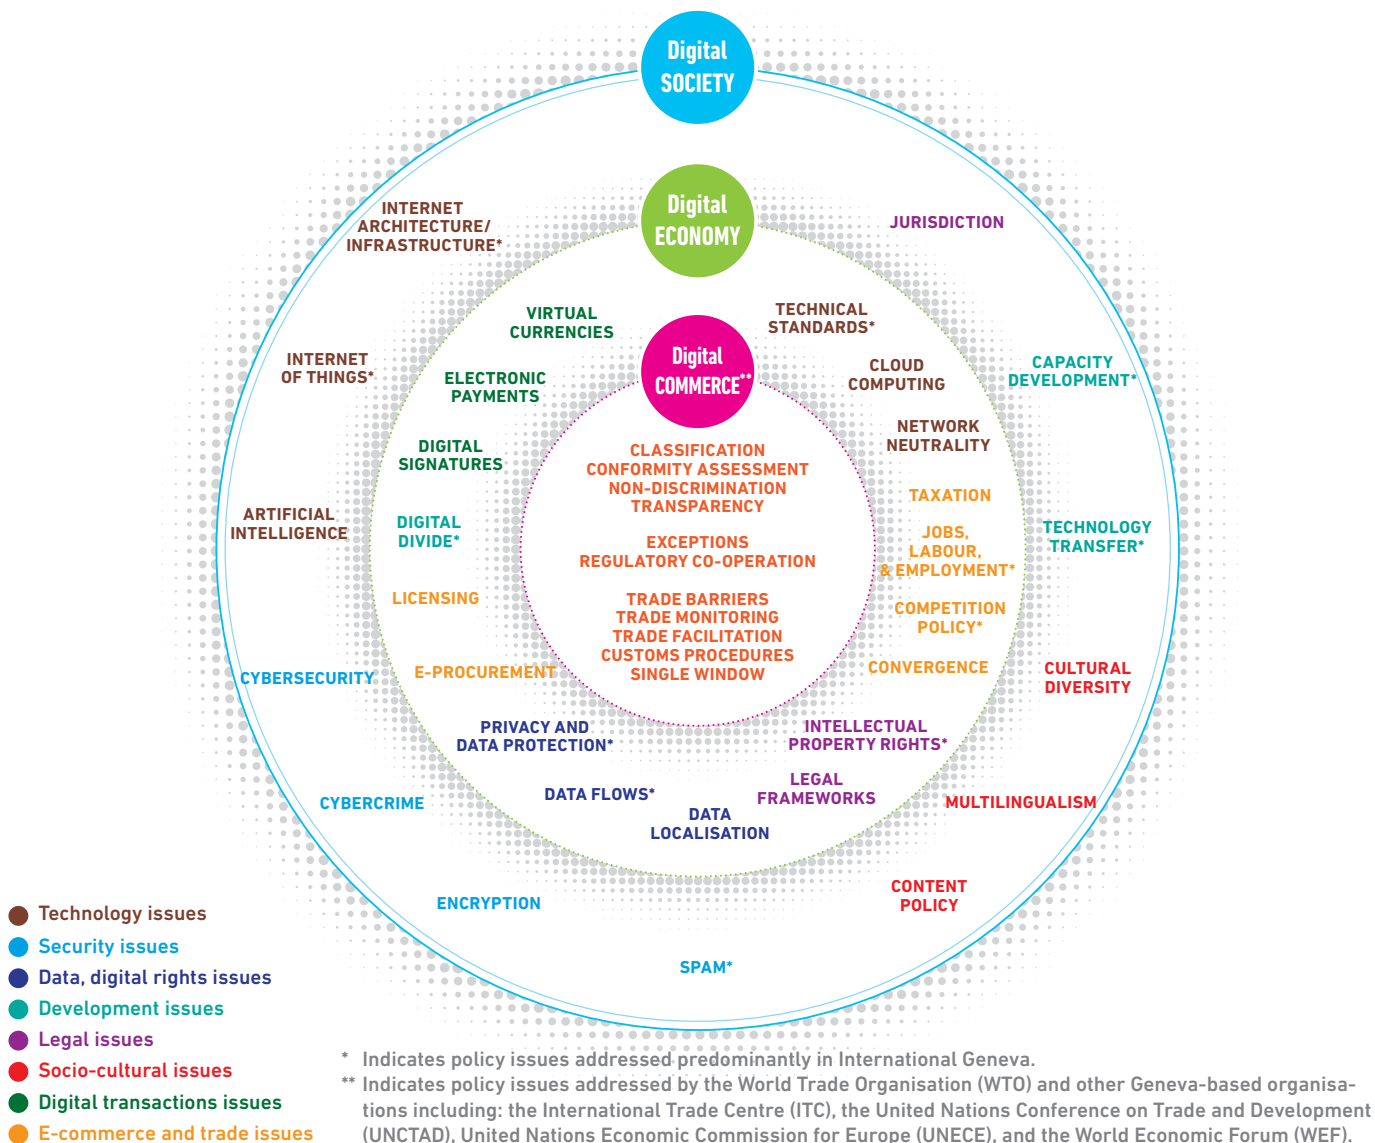 Digital
SOCIETY
Digital
ECONOMY
INTERNET
ARCHITECTURE/
INFRASTRUCTURE*
JURISDICTION
VIRTUAL
CURRENCIES
TECHNICAL
STANDARDS*
Digital
COMMERCE**
INTERNET
OF THINGS*
ELECTRONIC
PAYMENTS
CLOUD
COMPUTING
CAPACITY
DEVELOPMENT*
DIGITAL
SIGNATURES
NETWORK
NEUTRALITY
CLASSIFICATION
CONFORMITY ASSESSMENT
NON-DISCRIMINATION
TRANSPARENCY
EXCEPTIONS
REGULATORY CO-OPERATION
TRADE BARRIERS
TRADE MONITORING
TRADE FACILITATION
CUSTOMS PROCEDURES
SINGLE WINDOW
ARTIFICIAL
INTELLIGENCE
DIGITAL
DIVIDE*
TAXATION
JOBS,
LABOUR,
& EMPLOYMENT*
TECHNOLOGY
TRANSFER*
LICENSING
COMPETITION
POLICY*
CYBERSECURITY
E-PROCUREMENT
CONVERGENCE
CULTURAL
DIVERSITY
PRIVACY AND
DATA PROTECTION*
INTELLECTUAL
PROPERTY RIGHTS*
CYBERCRIME
DATA FLOWS*
DATA
LOCALISATION
LEGAL
FRAMEWORKS
MULTILINGUALISM
ENCRYPTION
CONTENT
POLICY
SPAM*
Technology issues
Security issues
Data, digital rights issues
Development issues
Legal issues
Socio-cultural issues
Digital transactions issues
E-commerce and trade issues
* Indicates policy issues addressed predominantly in International Geneva.
** Indicates policy issues addressed by the World Trade Organisation (WTO) and other Geneva-based organisa-
tions including: the International Trade Centre (ITC), the United Nations Conference on Trade and Development
(UNCTAD), United Nations Economic Commission for Europe (UNECE), and the World Economic Forum (WEF).